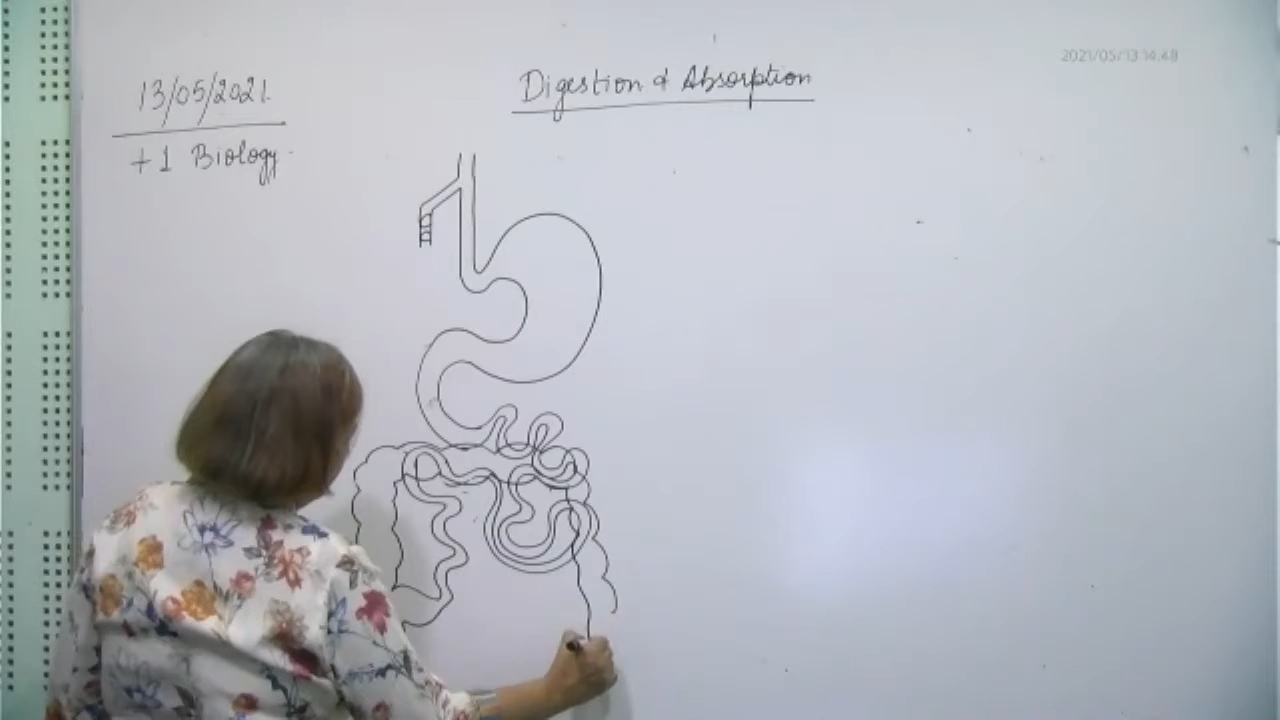 2021/05/13 14:48
13/05/2021.
Digestion & Absorption
+1 Biology